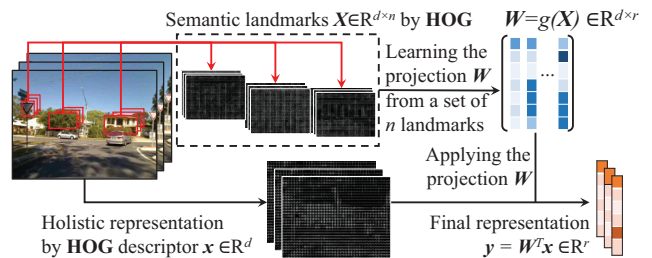 Semantic landmarks X∈R^{d×n} by HOG
W=g(X) ∈R^{d×r}
Learning the
projection W
from a set of
n landmarks
...
Applying the
projection W
Holistic representation
by HOG descriptor x ∈R^d
Final representation
y = W^T x ∈R^r